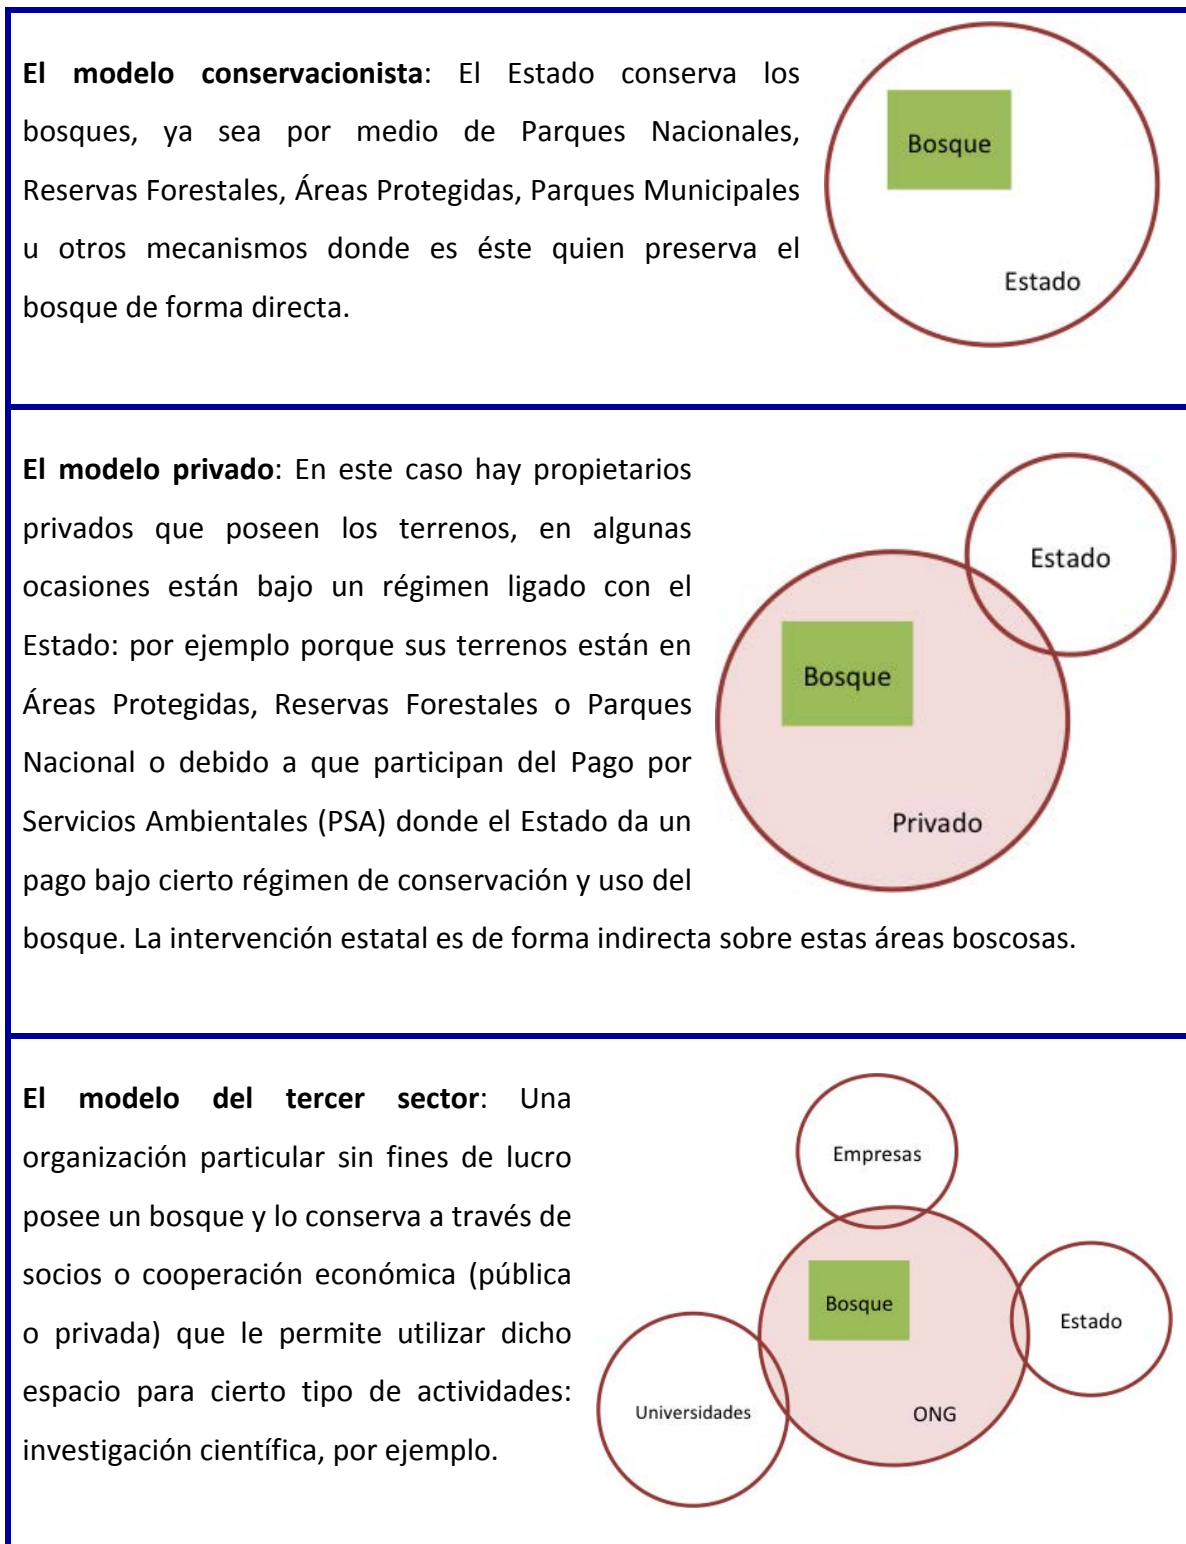 El modelo conservacionista: El Estado conserva los
bosques, ya sea por medio de Parques Nacionales,
Reservas Forestales, Áreas Protegidas, Parques Municipales
u otros mecanismos donde es éste quien preserva el
bosque de forma directa.
Bosque
Estado
El modelo privado: En este caso hay propietarios
privados que poseen los terrenos, en algunas
ocasiones están bajo un régimen ligado con el
Estado: por ejemplo porque sus terrenos están en
Áreas Protegidas, Reservas Forestales o Parques
Nacional o debido a que participan del Pago por
Servicios Ambientales (PSA) donde el Estado da un
pago bajo cierto régimen de conservación y uso del
bosque. La intervención estatal es de forma indirecta sobre estas áreas boscosas.
Estado
Bosque
Privado
El modelo del tercer sector: Una
organización particular sin fines de lucro
posee un bosque y lo conserva a través de
socios o cooperación económica (pública
o privada) que le permite utilizar dicho
espacio para cierto tipo de actividades:
investigación científica, por ejemplo.
Empresas
Bosque
Estado
Universidades
ONG